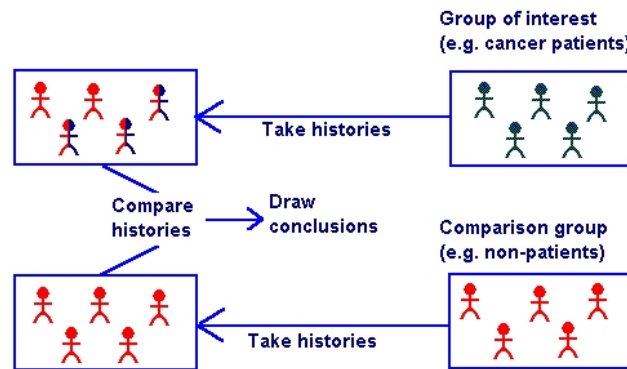 Group of interest
(e.g. cancer patients)
Take histories
Compare
histories
Draw
conclusions
Comparison group
(e.g. non-patients)
Take histories